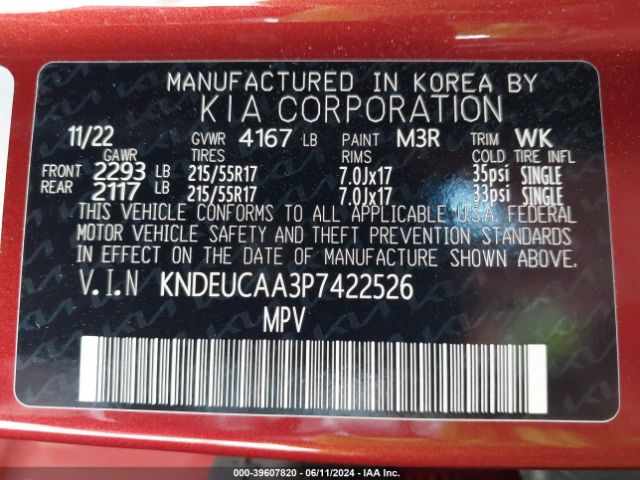 MANUFACTURED IN KOREA BY
KIA CORPORATION
11/22 GVWR 4167 LB PAINT M3R TRIM WK
GAWR TIRES RIMS COLD TIRE INFL
FRONT 2293 LB 215/55R17 7.0Jx17 35psi SINGLE
REAR 2117 LB 215/55R17 7.0Jx17 33psi SINGLE
THIS VEHICLE CONFORMS TO ALL APPLICABLE U.S.A. FEDERAL
MOTOR VEHICLE SAFETY AND THEFT PREVENTION STANDARDS
IN EFFECT ON THE DATE OF MANUFACTURE SHOWN ABOVE.
V.I.N KNDEUCAA3P7422526
MPV
000-39607820 - 06/11/2024 - IAA Inc.